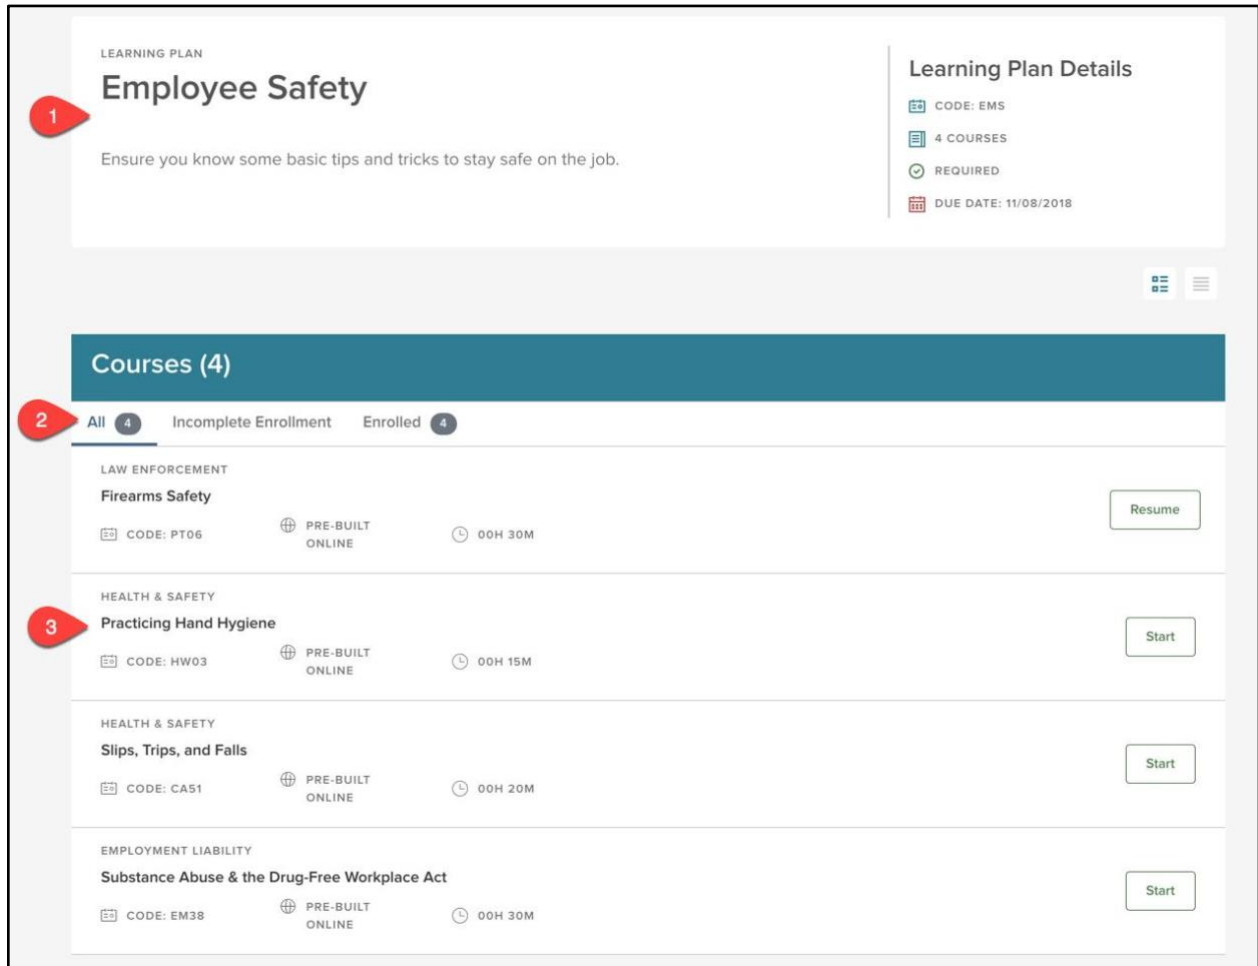 LEARNING PLAN
Employee Safety
1
Ensure you know some basic tips and tricks to stay safe on the job.
Learning Plan Details
CODE: EMS
4 COURSES
REQUIRED
DUE DATE: 11/08/2018
Courses (4)
2
All 4 Incomplete Enrollment Enrolled 4
LAW ENFORCEMENT
Firearms Safety
CODE: PT06 PRE-BUILT ONLINE 00H 30M
Resume
HEALTH & SAFETY
3
Practicing Hand Hygiene
CODE: HW03 PRE-BUILT ONLINE 00H 15M
Start
HEALTH & SAFETY
Slips, Trips, and Falls
CODE: CA51 PRE-BUILT ONLINE 00H 20M
Start
EMPLOYMENT LIABILITY
Substance Abuse & the Drug-Free Workplace Act
CODE: EM38 PRE-BUILT ONLINE 00H 30M
Start